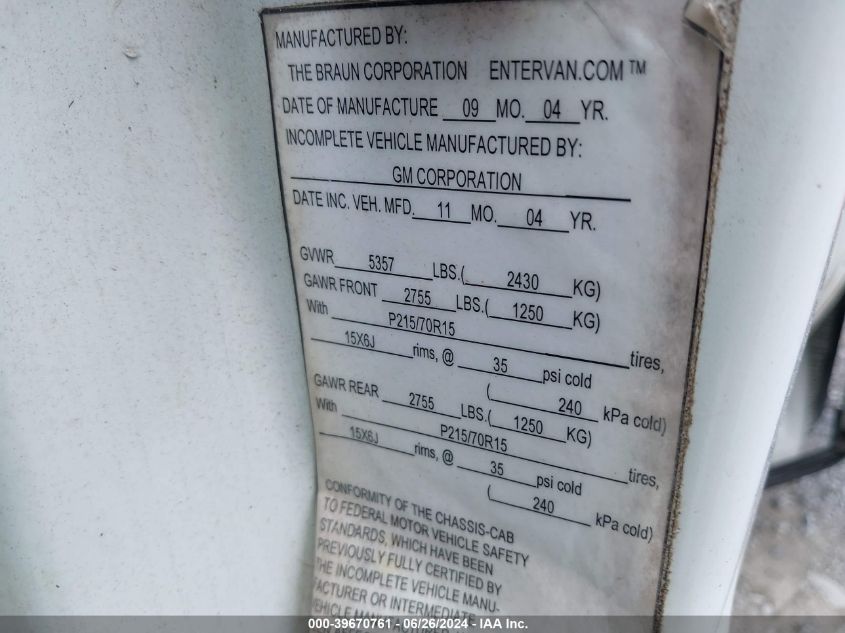 MANUFACTURED BY:
THE BRAUN CORPORATION ENTERVAN.COM™
DATE OF MANUFACTURE 09 MO. 04 YR.
INCOMPLETE VEHICLE MANUFACTURED BY:
GM CORPORATION
DATE INC. VEH. MFD. 11 MO. 04 YR.
GVWR 5357 LBS.( 2430 KG)
GAWR FRONT 2755 LBS.( 1250 KG)
With P215/70R15 tires,
15X6J rims, @ 35 psi cold
( 240 kPa cold)
GAWR REAR 2755 LBS.( 1250 KG)
With P215/70R15 tires,
15X6J rims, @ 35 psi cold
( 240 kPa cold)
CONFORMITY OF THE CHASSIS-CAB
TO FEDERAL MOTOR VEHICLE SAFETY
STANDARDS, WHICH HAVE BEEN
PREVIOUSLY FULLY CERTIFIED BY
THE INCOMPLETE VEHICLE MANU-
FACTURER OR INTERMEDIATE
VEHICLE MANUFACTURER
000-39670761 - 06/26/2024 - IAA Inc.